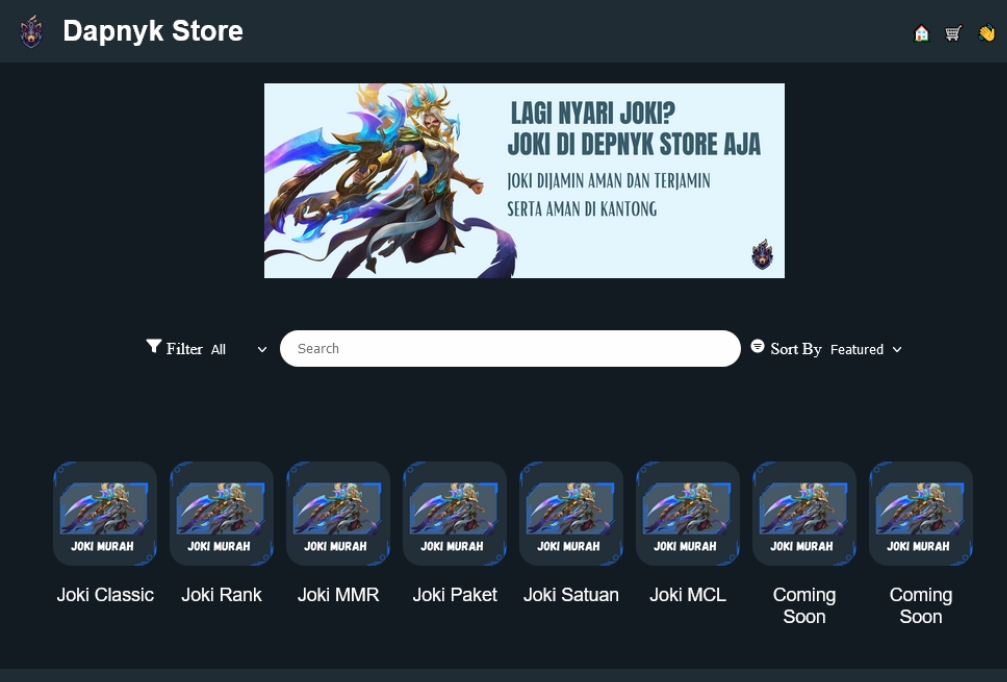 Dapnyk Store
LAGI NYARI JOKI?
JOKI DI DEPNYK STORE AJA
JOKI DIJAMIN AMAN DAN TERJAMIN
SERTA AMAN DI KANTONG
Filter All
Search
Sort By Featured
JOKI MURAH
JOKI MURAH
JOKI MURAH
JOKI MURAH
JOKI MURAH
JOKI MURAH
JOKI MURAH
JOKI MURAH
Joki Classic
Joki Rank
Joki MMR
Joki Paket
Joki Satuan
Joki MCL
Coming
Soon
Coming
Soon